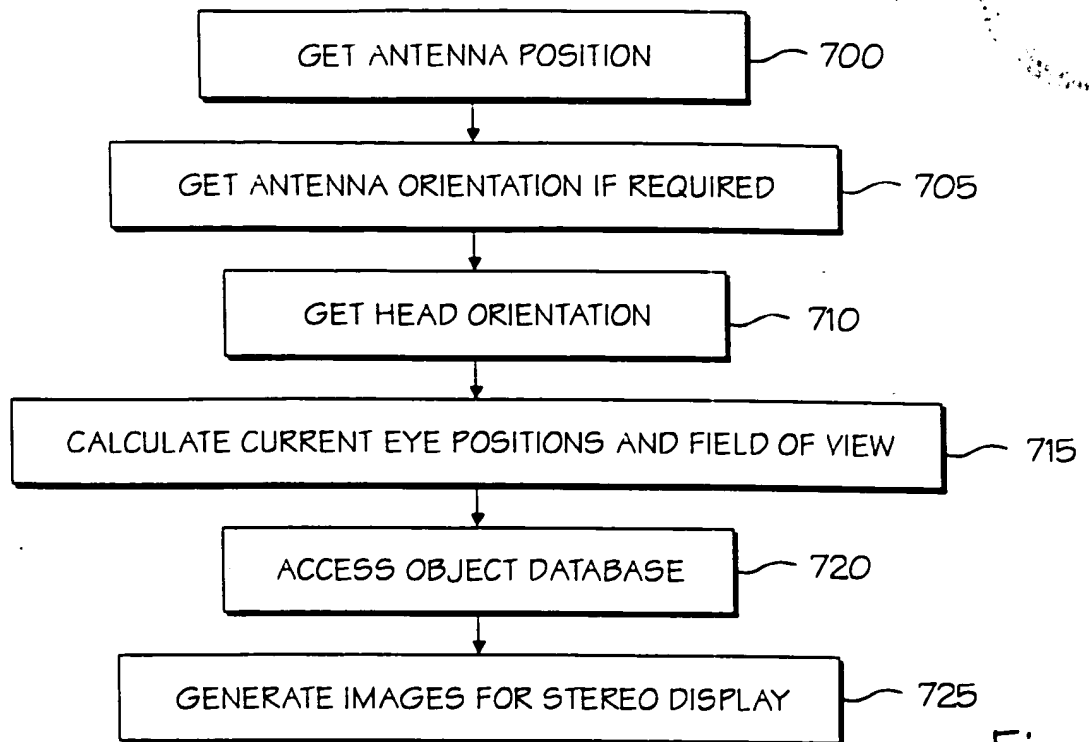 GET ANTENNA POSITION 700
GET ANTENNA ORIENTATION IF REQUIRED 705
GET HEAD ORIENTATION 710
CALCULATE CURRENT EYE POSITIONS AND FIELD OF VIEW 715
ACCESS OBJECT DATABASE 720
GENERATE IMAGES FOR STEREO DISPLAY 725